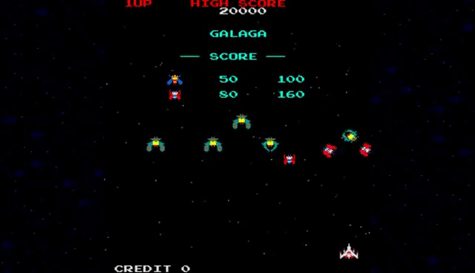 1UP HIGH SCORE
20000
GALAGA
— SCORE —
50 100
80 160
CREDIT 0